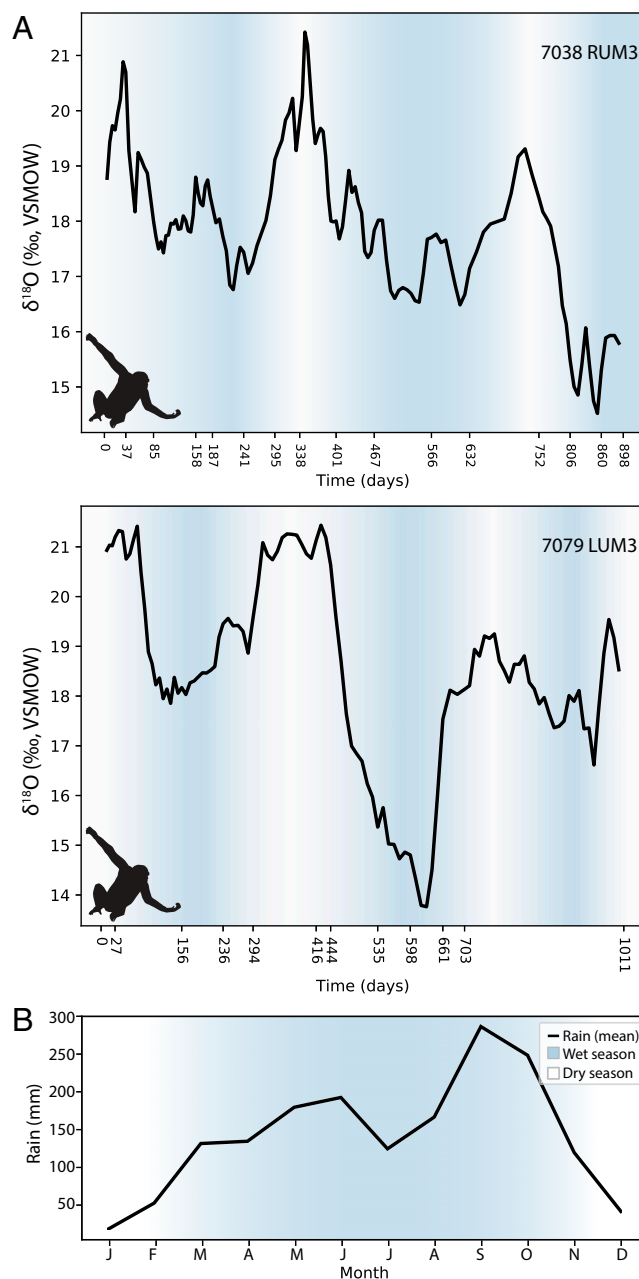 A
7038 RUM3
δ¹⁸O (‰, VSMOW)
21
20
19
18
17
16
15
0 37 85 158 187 241 295 338 401 467 566 632 752 806 860 898
Time (days)
7079 LUM3
δ¹⁸O (‰, VSMOW)
21
20
19
18
17
16
15
14
0 27 156 236 294 416 444 535 598 661 703 1011
Time (days)
B
Rain (mm)
300
250
200
150
100
50
Rain (mean)
Wet season
Dry season
J F M A M J J A S O N D
Month